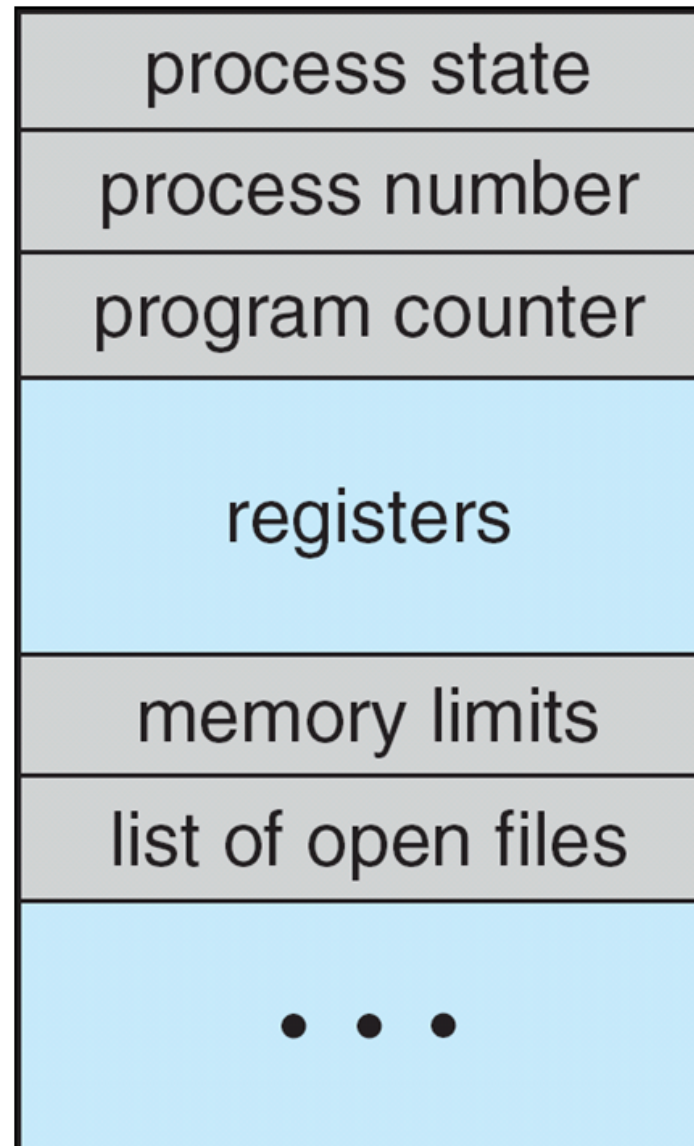 process state
process number
program counter
registers
memory limits
list of open files
• • •